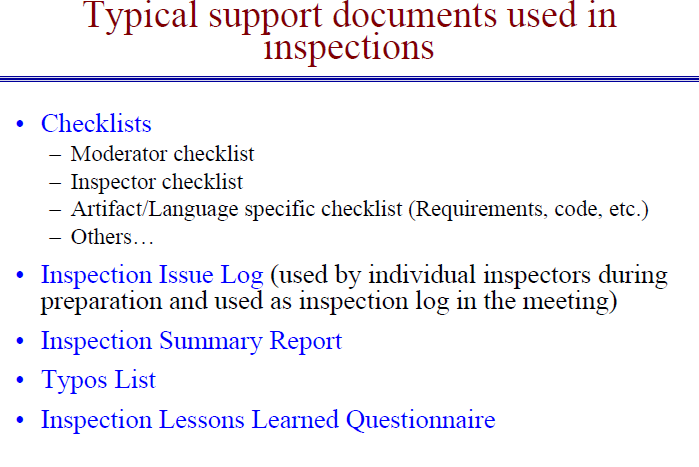 Typical support documents used in
inspections
• Checklists
– Moderator checklist
– Inspector checklist
– Artifact/Language specific checklist (Requirements, code, etc.)
– Others…
• Inspection Issue Log (used by individual inspectors during
preparation and used as inspection log in the meeting)
• Inspection Summary Report
• Typos List
• Inspection Lessons Learned Questionnaire